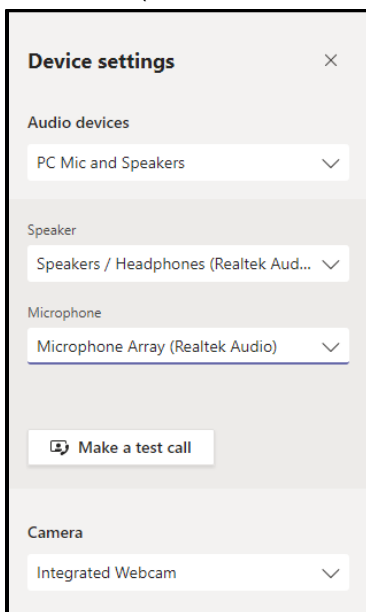 Device settings
Audio devices
PC Mic and Speakers
Speaker
Speakers / Headphones (Realtek Aud...
Microphone
Microphone Array (Realtek Audio)
Make a test call
Camera
Integrated Webcam